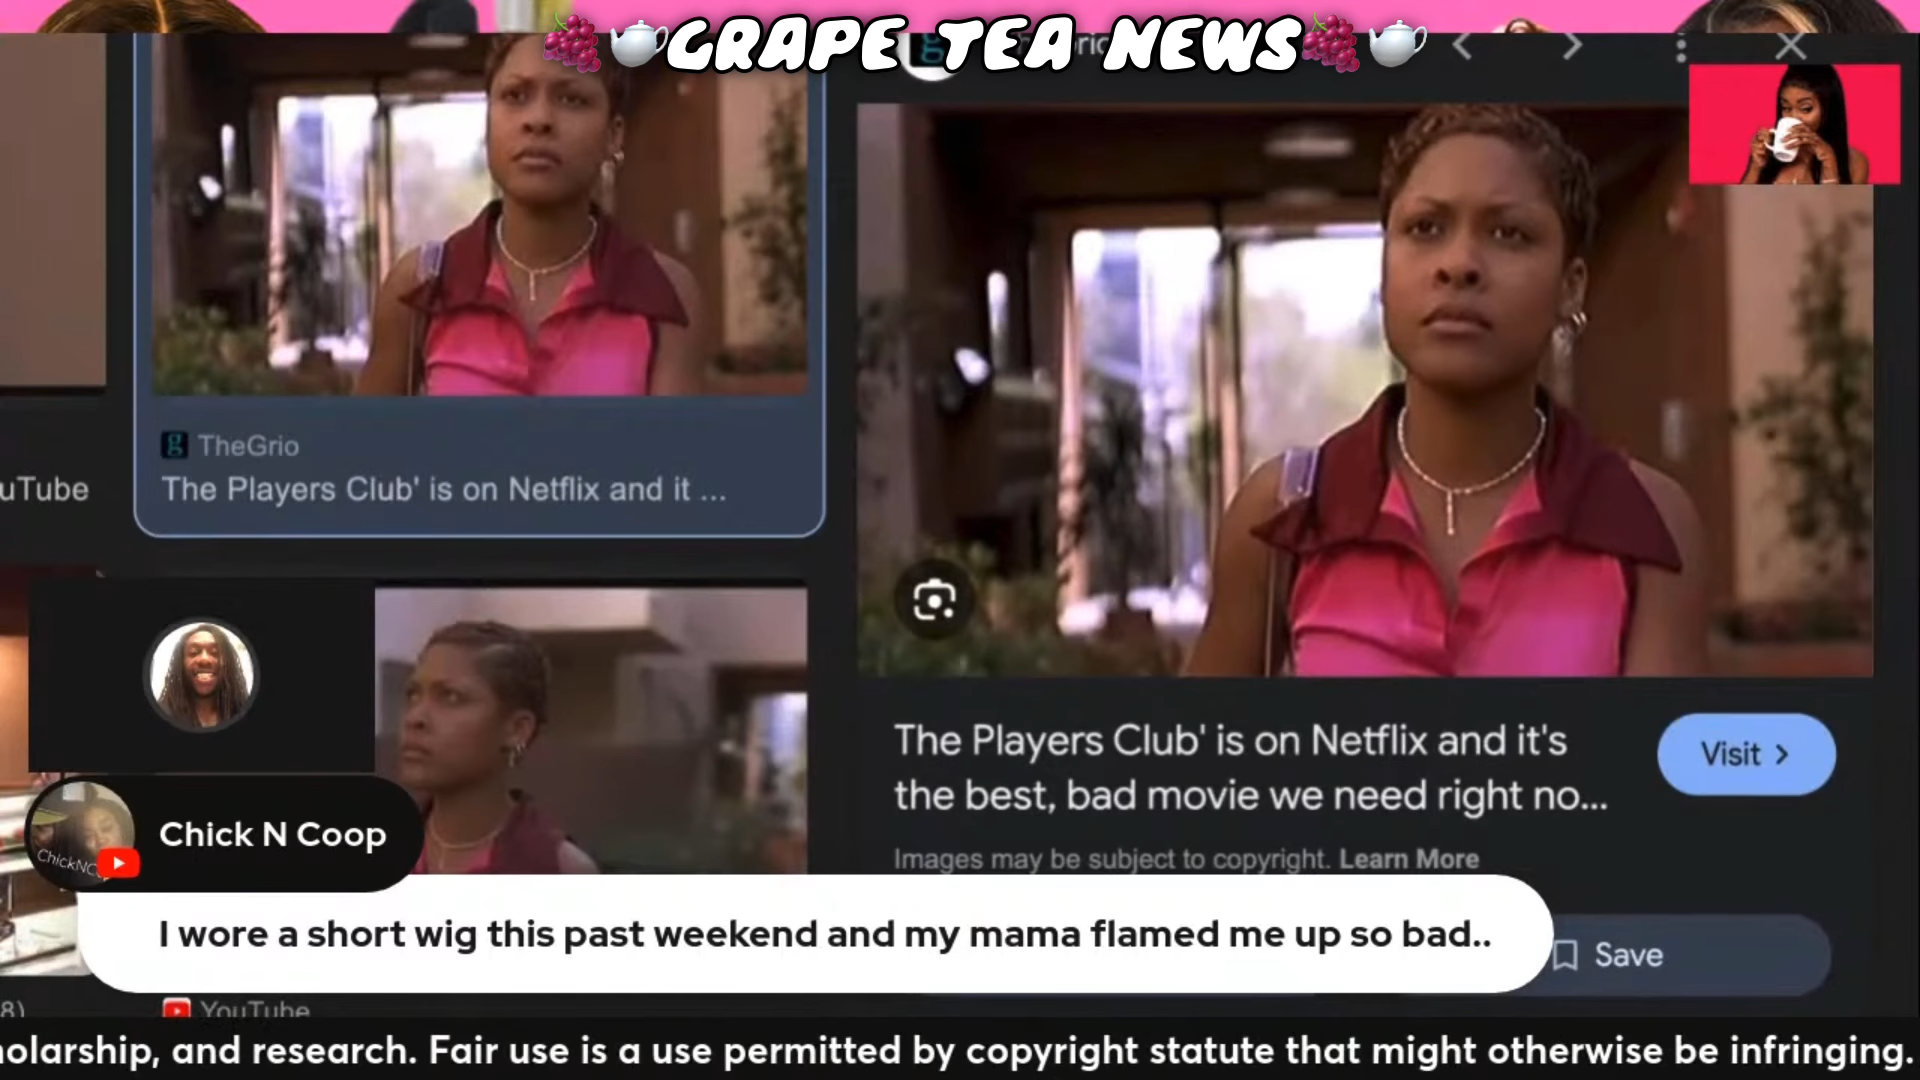 GRAPE TEA NEWS
uTube
TheGrio
The Players Club' is on Netflix and it ...
The Players Club' is on Netflix and it's
the best, bad movie we need right no...
Visit
Images may be subject to copyright. Learn More
ChickNC
Chick N Coop
I wore a short wig this past weekend and my mama flamed me up so bad..
Save
8)
YouTube
olarship, and research. Fair use is a use permitted by copyright statute that might otherwise be infringing.